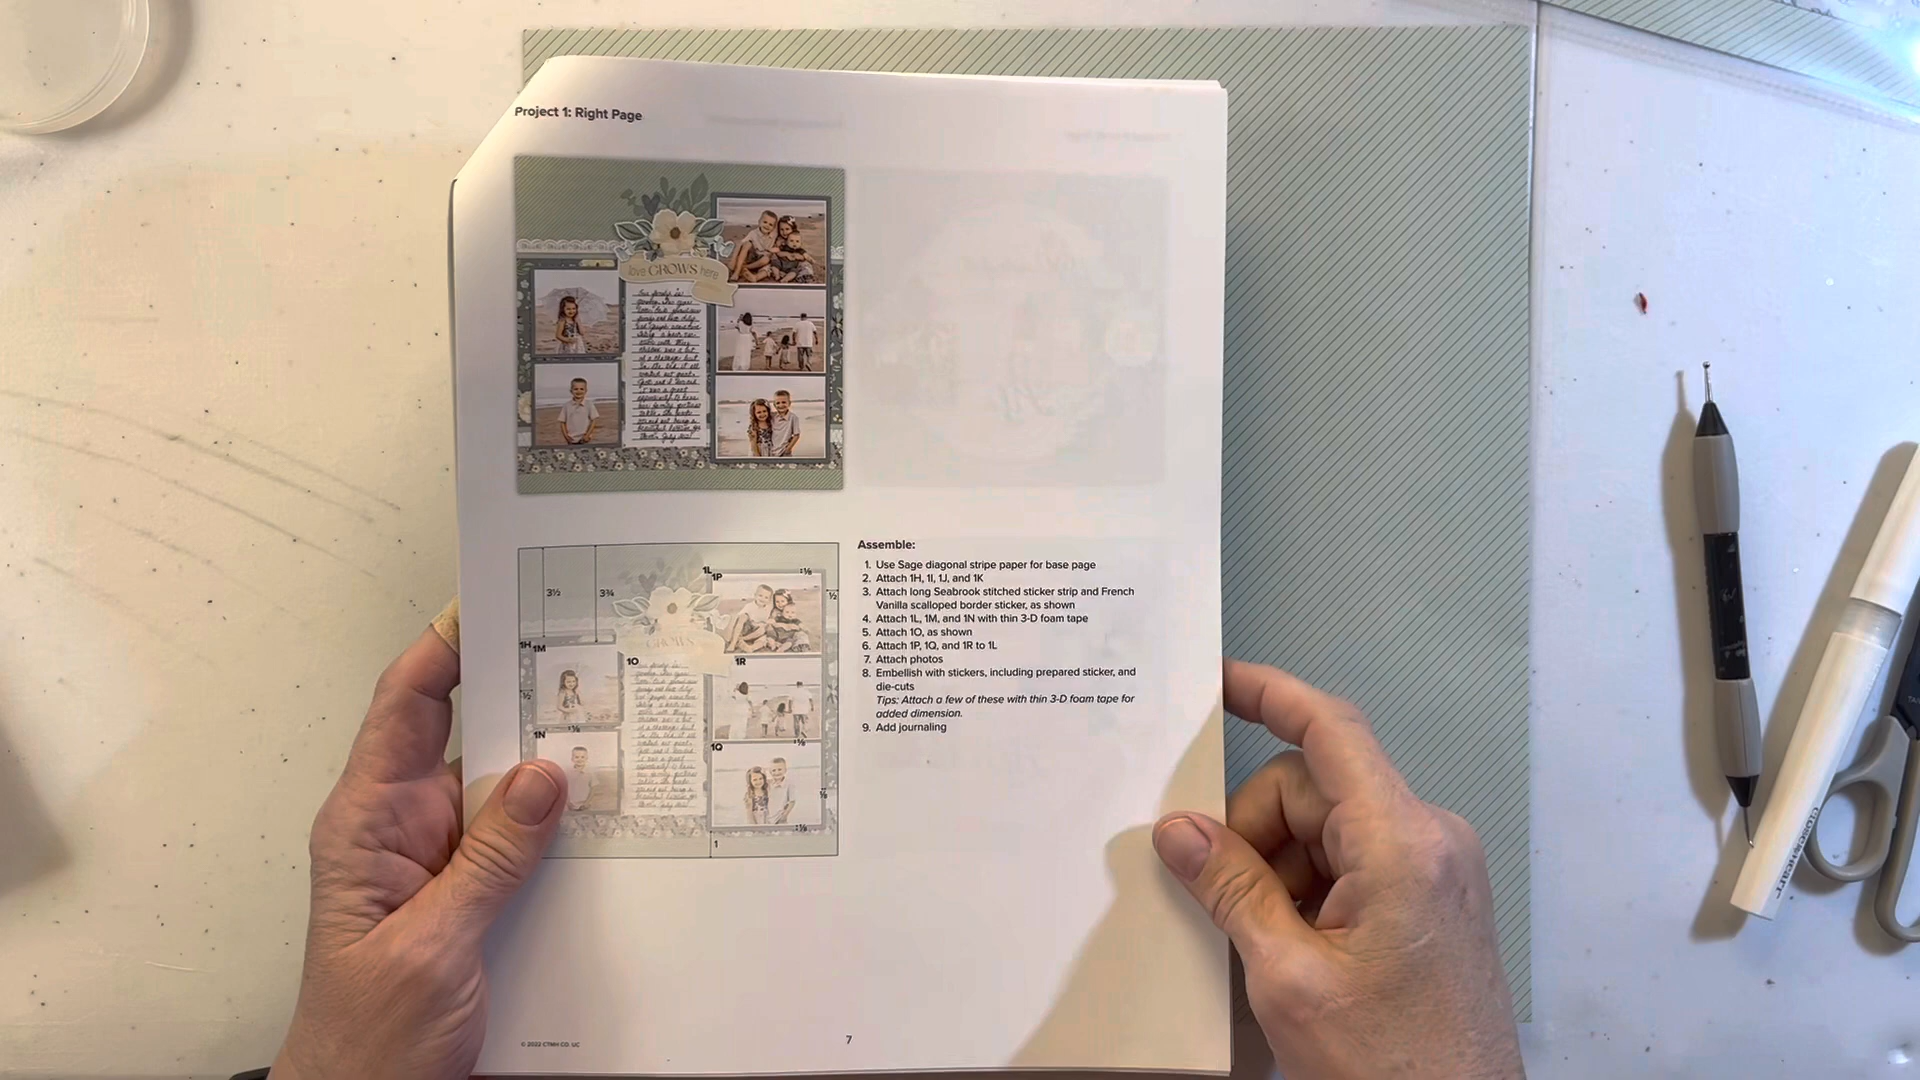 Project 1: Right Page
love GROWS here
3½
3¾
1L
1P
⅛
½
GROWS
1H
1M
1O
1R
½
1N
⅛
1Q
⅛
⅛
⅛
1
Assemble:
1. Use Sage diagonal stripe paper for base page
2. Attach 1H, 1I, 1J, and 1K
3. Attach long Seabrook stitched sticker strip and French
Vanilla scalloped border sticker, as shown
4. Attach 1L, 1M, and 1N with thin 3-D foam tape
5. Attach 1O, as shown
6. Attach 1P, 1Q, and 1R to 1L
7. Attach photos
8. Embellish with stickers, including prepared sticker, and
die-cuts
Tips: Attach a few of these with thin 3-D foam tape for
added dimension.
9. Add journaling
© 2022 CTMH CO. UC
7